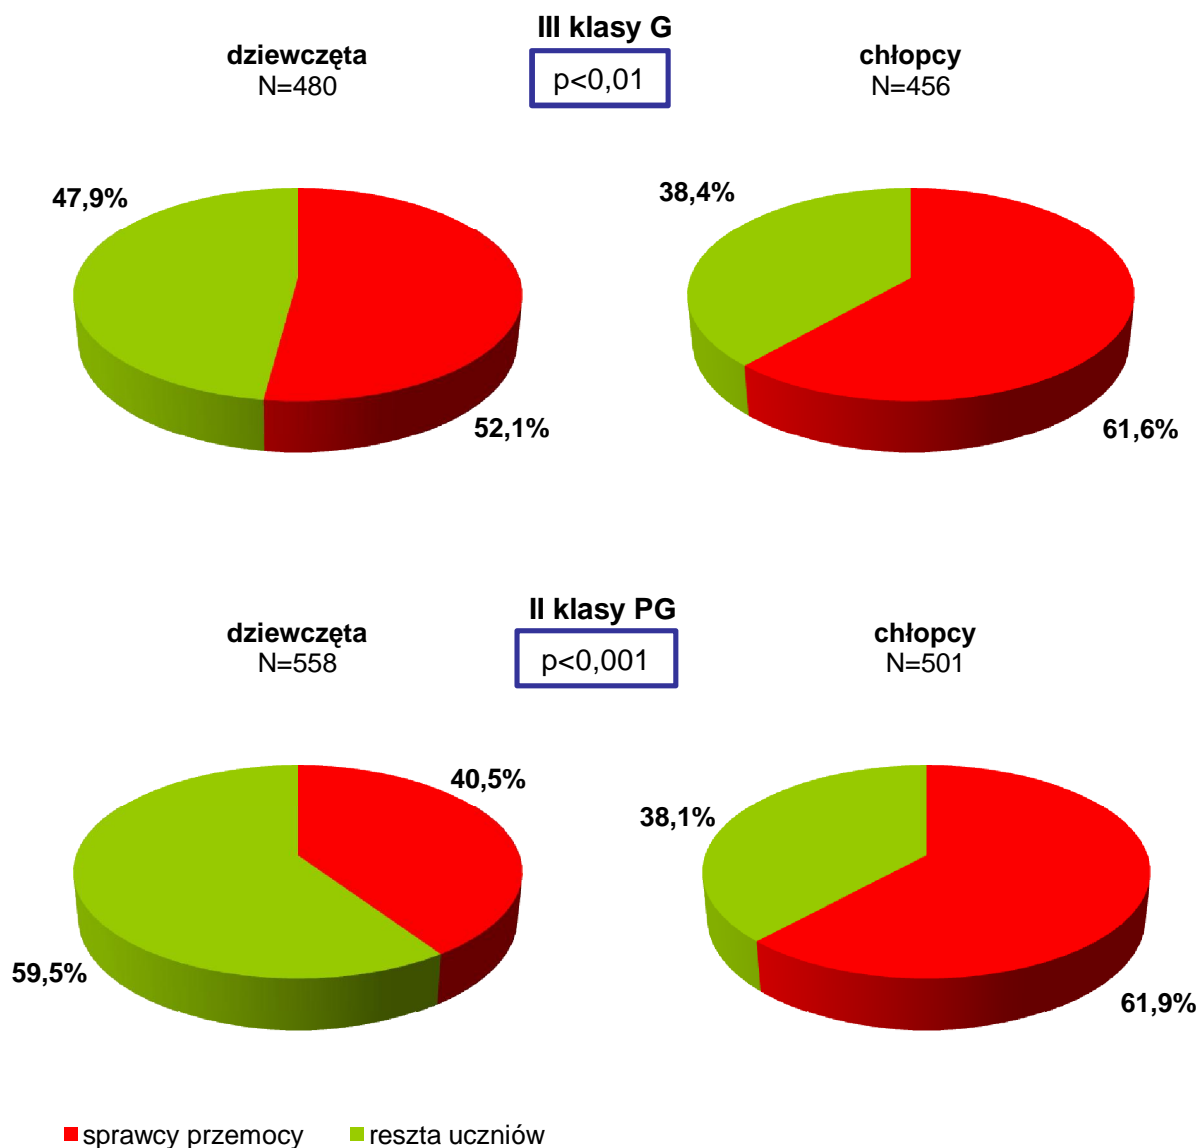 III klasy G
dziewczęta
N=480
p<0,01
chłopcy
N=456
47,9%
52,1%
38,4%
61,6%
II klasy PG
dziewczęta
N=558
p<0,001
chłopcy
N=501
40,5%
59,5%
38,1%
61,9%
sprawcy przemocy
reszta uczniów